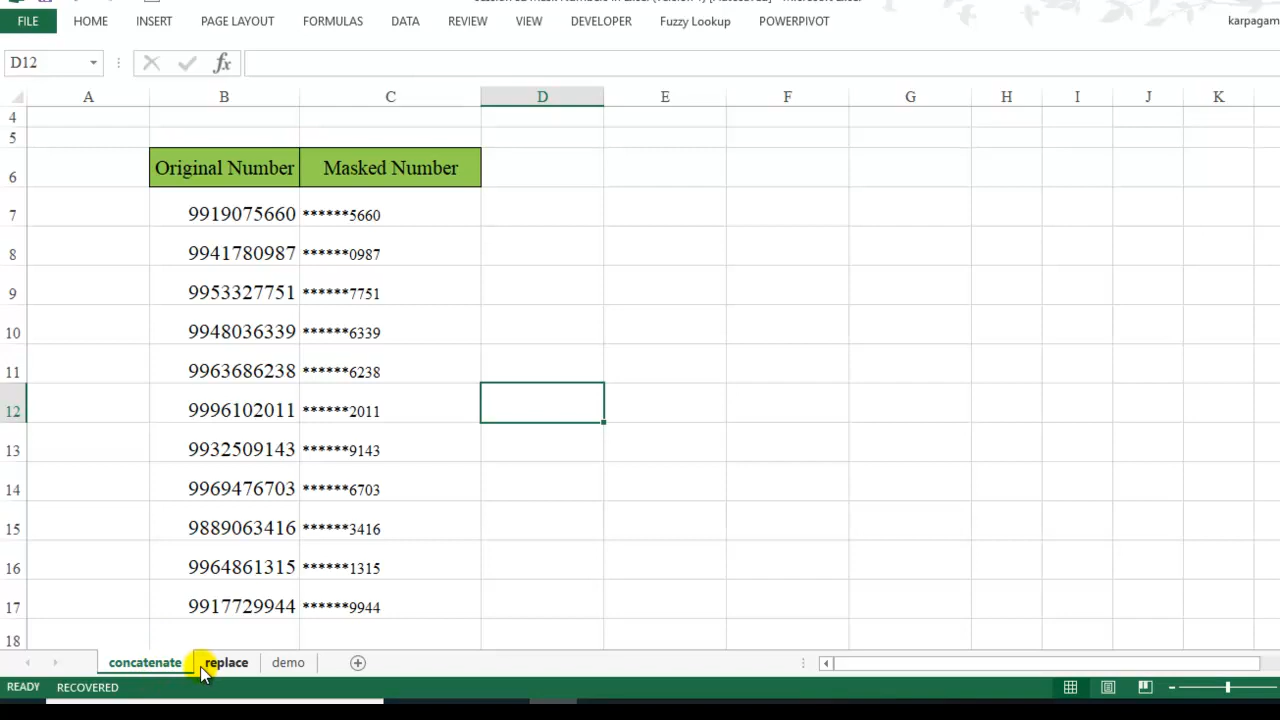 FILE HOME INSERT PAGE LAYOUT FORMULAS DATA REVIEW VIEW DEVELOPER Fuzzy Lookup POWERPIVOT karpagam
D12 fx
A B C D E F G H I J K
4
5
6 Original Number Masked Number
7 9919075660 ******5660
8 9941780987 ******0987
9 9953327751 ******7751
10 9948036339 ******6339
11 9963686238 ******6238
12 9996102011 ******2011
13 9932509143 ******9143
14 9969476703 ******6703
15 9889063416 ******3416
16 9964861315 ******1315
17 9917729944 ******9944
18
concatenate replace demo
READY RECOVERED